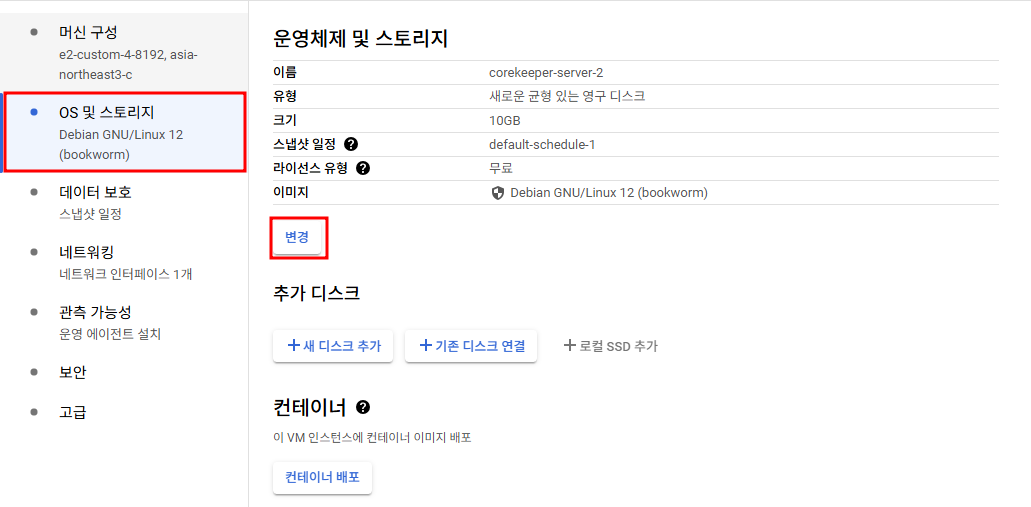 머신 구성
e2-custom-4-8192, asia-
northeast3-c
OS 및 스토리지
Debian GNU/Linux 12
(bookworm)
데이터 보호
스냅샷 일정
네트워킹
네트워크 인터페이스 1개
관측 가능성
운영 에이전트 설치
보안
고급
운영체제 및 스토리지
이름 corekeeper-server-2
유형 새로운 균형 있는 영구 디스크
크기 10GB
스냅샷 일정 ? default-schedule-1
라이선스 유형 ? 무료
이미지 Debian GNU/Linux 12 (bookworm)
변경
추가 디스크
+ 새 디스크 추가 + 기존 디스크 연결 + 로컬 SSD 추가
컨테이너 ?
이 VM 인스턴스에 컨테이너 이미지 배포
컨테이너 배포